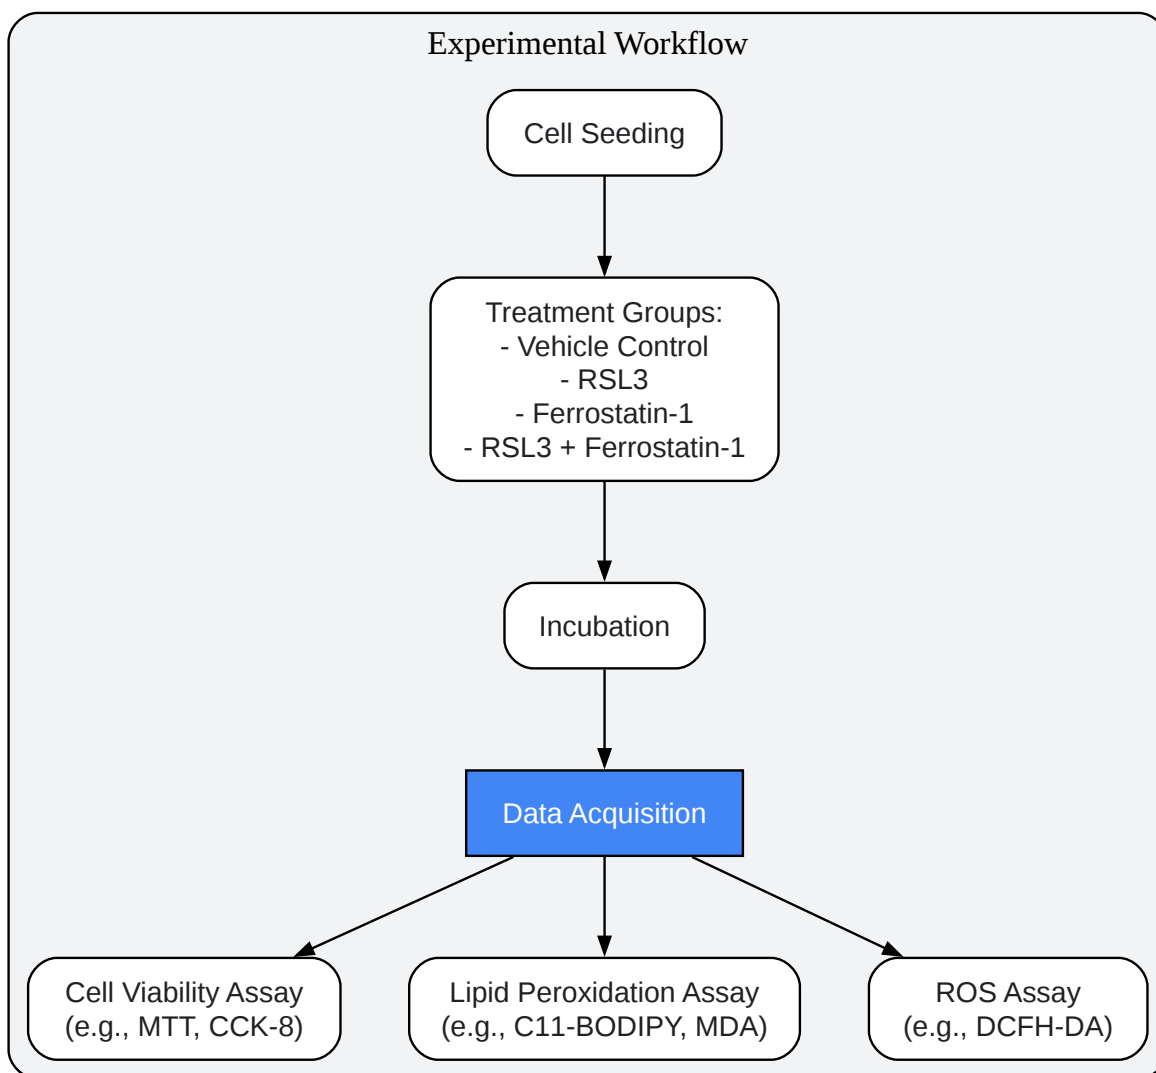 Experimental Workflow
Cell Seeding
Treatment Groups:
- Vehicle Control
- RSL3
- Ferrostatin-1
- RSL3 + Ferrostatin-1
Incubation
Data Acquisition
Cell Viability Assay
(e.g., MTT, CCK-8)
Lipid Peroxidation Assay
(e.g., C11-BODIPY, MDA)
ROS Assay
(e.g., DCFH-DA)